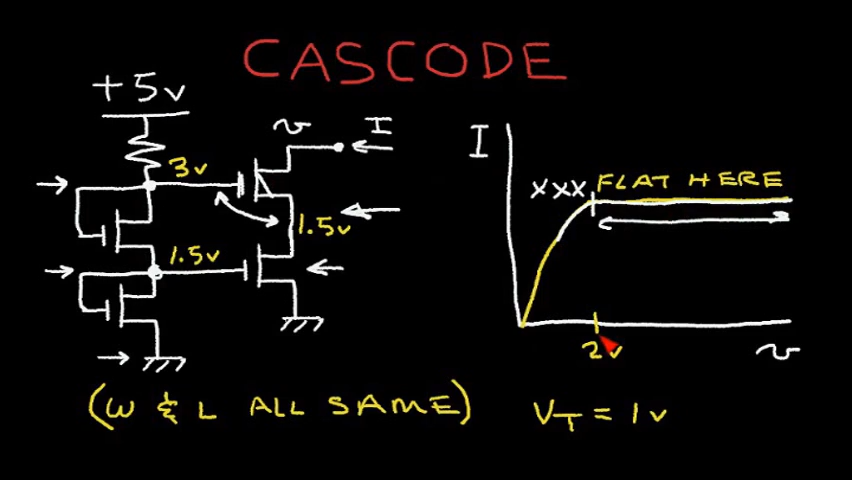 CASCODE
+5v
3v
v
I
1.5v
1.5v
I
xxx
FLAT HERE
2v
v
(W & L ALL SAME)
VT = 1v